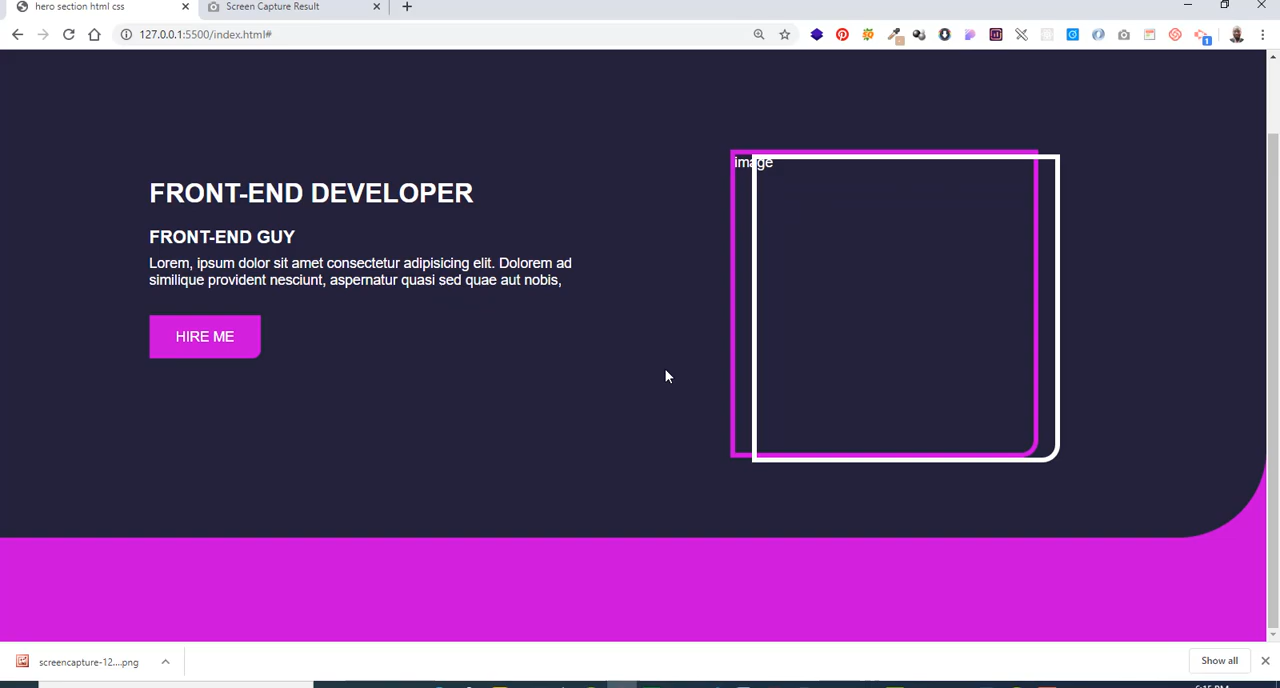 hero section html css
Screen Capture Result
127.0.0.1:5500/index.html#
1
image
FRONT-END DEVELOPER
FRONT-END GUY
Lorem, ipsum dolor sit amet consectetur adipisicing elit. Dolorem ad
similique provident nesciunt, aspernatur quasi sed quae aut nobis,
HIRE ME
screencapture-12....png
Show all